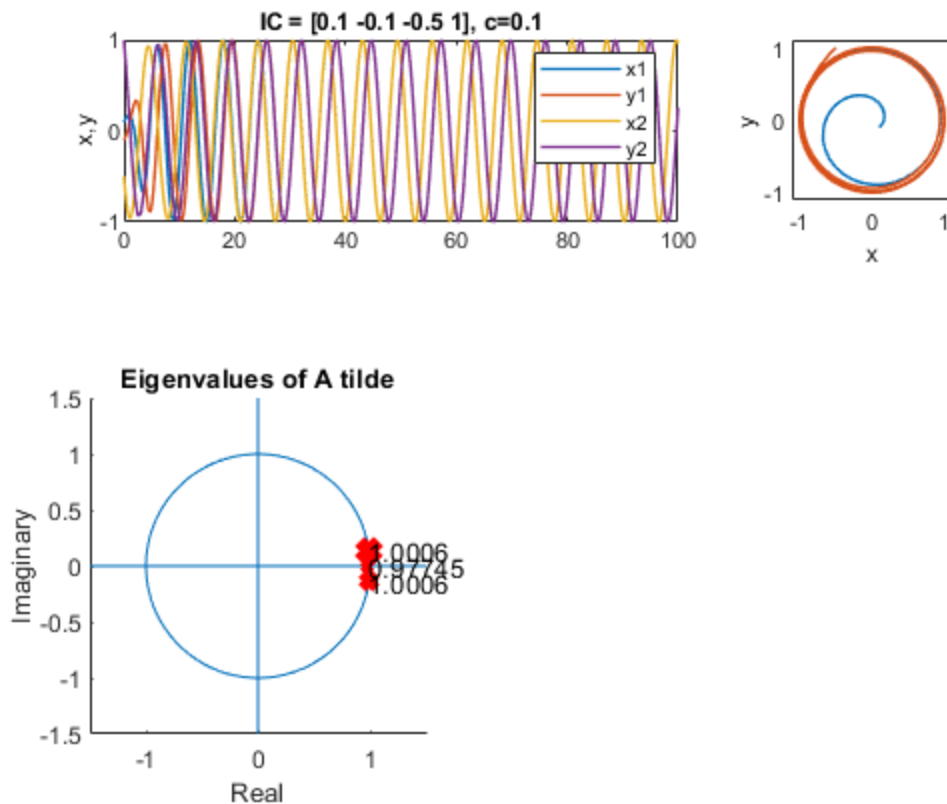 IC = [0.1 -0.1 -0.5 1], c=0.1
1
0
-1
x,y
0
20
40
60
80
100
x1
y1
x2
y2
1
0
-1
y
-1
0
1
x
Eigenvalues of A tilde
1.5
1
0.5
0
-0.5
-1
-1.5
Imaginary
1.0006
0.97745
1.0006
-1
0
1
Real